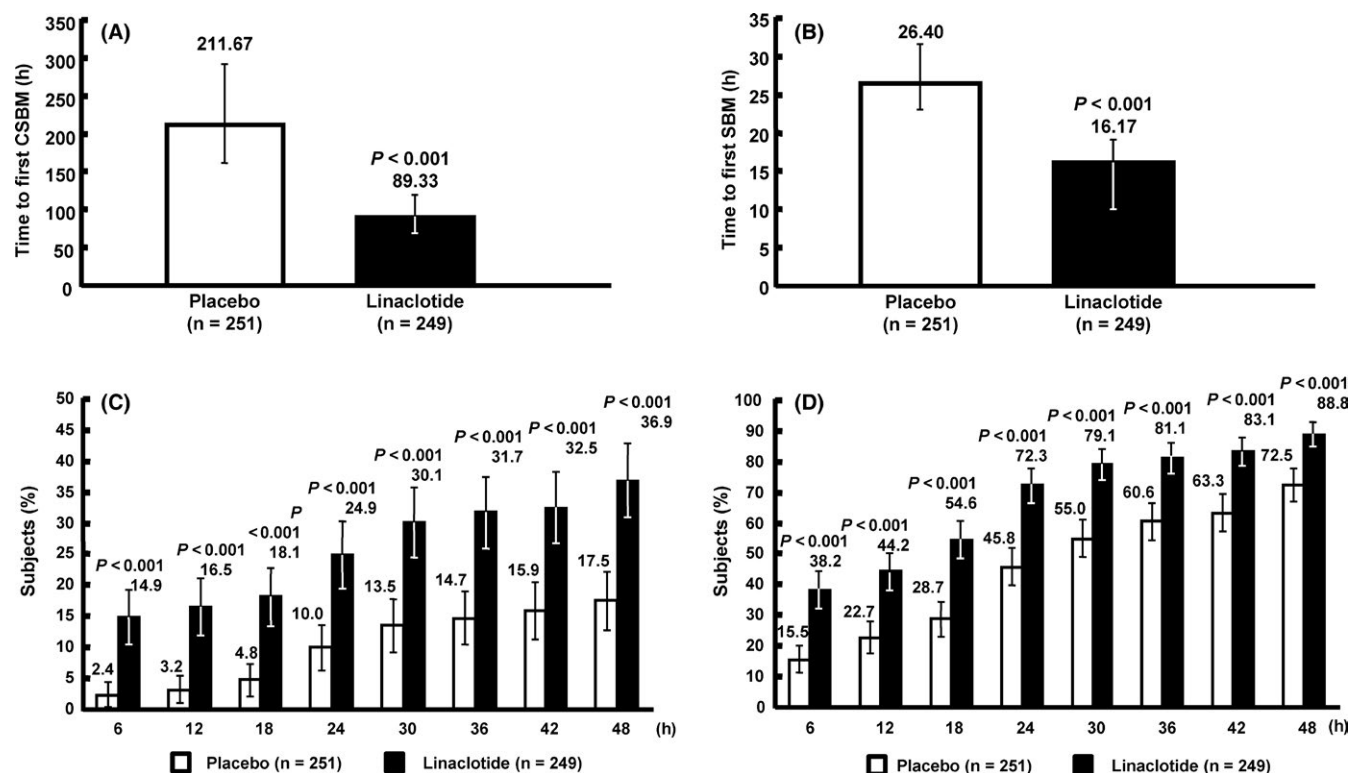 (A)
Time to first CSBM (h)
350
300
250
200
150
100
50
0
211.67
P < 0.001
89.33
Placebo
(n = 251)
Linaclotide
(n = 249)
(B)
Time to first SBM (h)
35
30
25
20
15
10
5
0
26.40
P < 0.001
16.17
Placebo
(n = 251)
Linaclotide
(n = 249)
(C)
Subjects (%)
50
45
40
35
30
25
20
15
10
5
0
P < 0.001
14.9
2.4
P < 0.001
16.5
3.2
P
< 0.001
18.1
4.8
P < 0.001
24.9
10.0
P < 0.001
30.1
13.5
P < 0.001
31.7
14.7
P < 0.001
32.5
15.9
P < 0.001
36.9
17.5
6 12 18 24 30 36 42 48 (h)
Placebo (n = 251) Linaclotide (n = 249)
(D)
Subjects (%)
100
90
80
70
60
50
40
30
20
10
0
P < 0.001
38.2
15.5
P < 0.001
44.2
22.7
P < 0.001
54.6
28.7
P < 0.001
72.3
45.8
P < 0.001
79.1
55.0
P < 0.001
81.1
60.6
P < 0.001
83.1
63.3
P < 0.001
88.8
72.5
6 12 18 24 30 36 42 48 (h)
Placebo (n = 251) Linaclotide (n = 249)